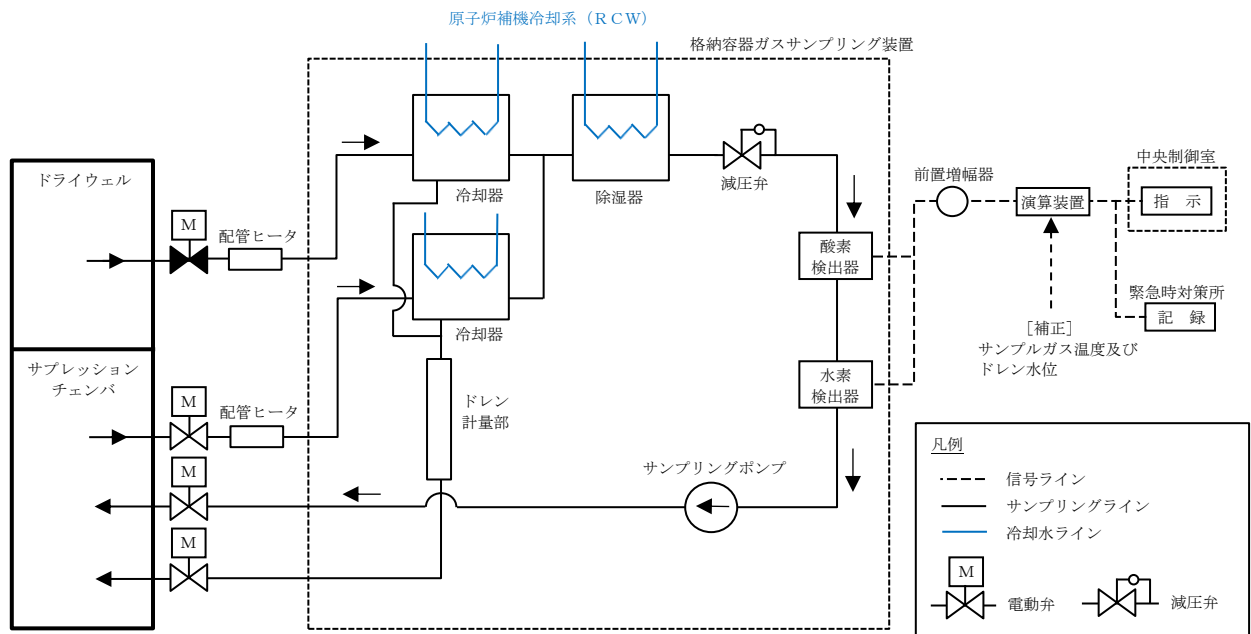 原子炉補機冷却系（ＲＣＷ）
格納容器ガスサンプリング装置
ドライウェル
M
配管ヒータ
冷却器
除湿器
減圧弁
前置増幅器
中央制御室
演算装置
指　示
酸素
検出器
緊急時対策所
記　録
［補正］
サンプルガス温度及び
ドレン水位
冷却器
サプレッション
チェンバ
M
配管ヒータ
ドレン
計量部
水素
検出器
M
サンプリングポンプ
M
凡例
信号ライン
サンプリングライン
冷却水ライン
M
電動弁
減圧弁